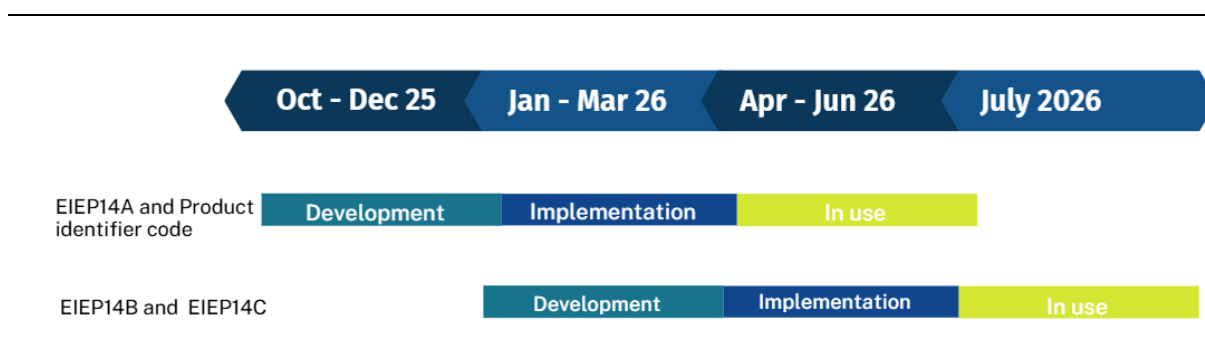 Oct - Dec 25 Jan - Mar 26 Apr - Jun 26 July 2026
EIEP14A and Product Development Implementation In use
identifier code
EIEP14B and EIEP14C Development Implementation In use